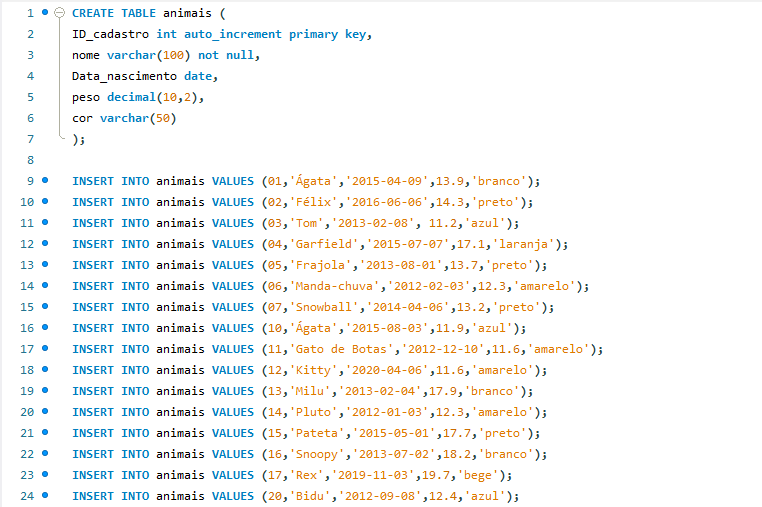 1 CREATE TABLE animais (
2 ID_cadastro int auto_increment primary key,
3 nome varchar(100) not null,
4 Data_nascimento date,
5 peso decimal(10,2),
6 cor varchar(50)
7 );
8
9 INSERT INTO animais VALUES (01,'Ágata','2015-04-09',13.9,'branco');
10 INSERT INTO animais VALUES (02,'Félix','2016-06-06',14.3,'preto');
11 INSERT INTO animais VALUES (03,'Tom','2013-02-08', 11.2,'azul');
12 INSERT INTO animais VALUES (04,'Garfield','2015-07-07',17.1,'laranja');
13 INSERT INTO animais VALUES (05,'Frajola','2013-08-01',13.7,'preto');
14 INSERT INTO animais VALUES (06,'Manda-chuva','2012-02-03',12.3,'amarelo');
15 INSERT INTO animais VALUES (07,'Snowball','2014-04-06',13.2,'preto');
16 INSERT INTO animais VALUES (10,'Ágata','2015-08-03',11.9,'azul');
17 INSERT INTO animais VALUES (11,'Gato de Botas','2012-12-10',11.6,'amarelo');
18 INSERT INTO animais VALUES (12,'Kitty','2020-04-06',11.6,'amarelo');
19 INSERT INTO animais VALUES (13,'Milu','2013-02-04',17.9,'branco');
20 INSERT INTO animais VALUES (14,'Pluto','2012-01-03',12.3,'amarelo');
21 INSERT INTO animais VALUES (15,'Pateta','2015-05-01',17.7,'preto');
22 INSERT INTO animais VALUES (16,'Snoopy','2013-07-02',18.2,'branco');
23 INSERT INTO animais VALUES (17,'Rex','2019-11-03',19.7,'bege');
24 INSERT INTO animais VALUES (20,'Bidu','2012-09-08',12.4,'azul');